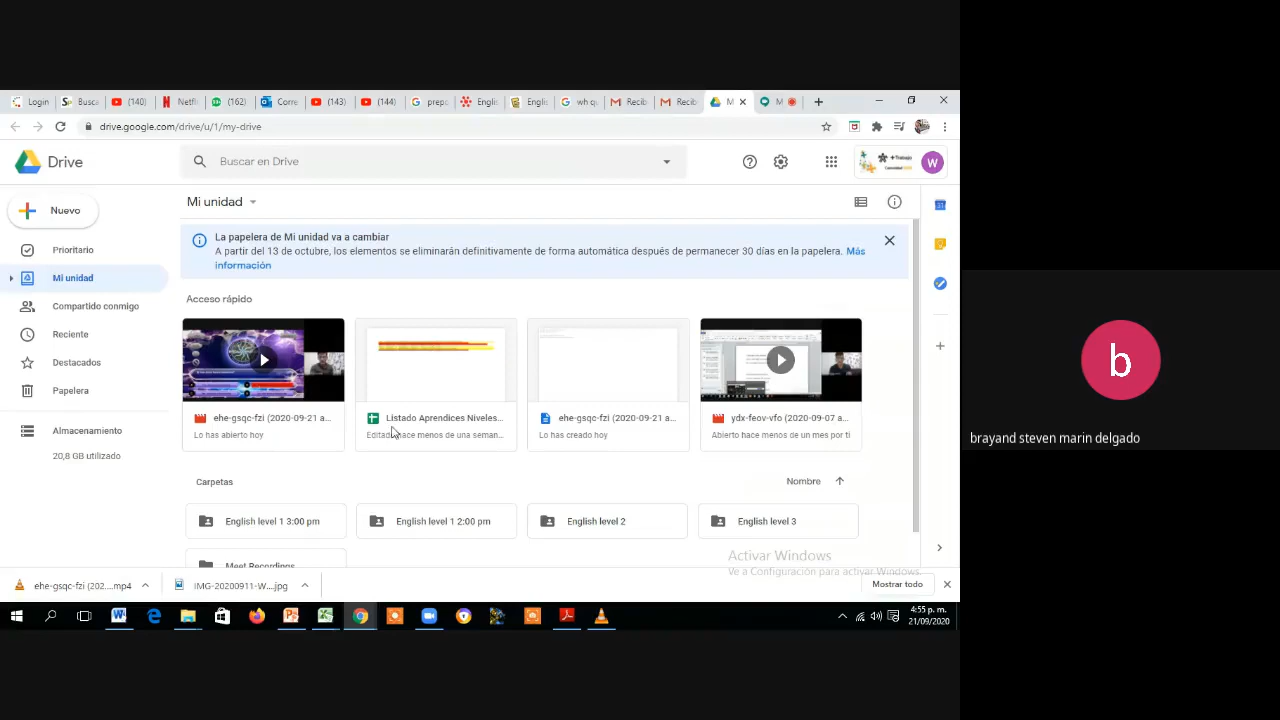 Login
Busca
(140)
Netfl
(162)
Corre
(143)
(144)
prepo
Englis
Englis
wh qu
Recib
Recib
M
M
drive.google.com/drive/u/1/my-drive
Drive
Buscar en Drive
+Trabajo
W
Nuevo
Mi unidad
La papelera de Mi unidad va a cambiar
A partir del 13 de octubre, los elementos se eliminarán definitivamente de forma automática después de permanecer 30 días en la papelera. Más
información
Prioritario
Mi unidad
Compartido conmigo
Reciente
Destacados
Papelera
Almacenamiento
20,8 GB utilizado
Acceso rápido
ehe-gsqc-fzi (2020-09-21 a...
Lo has abierto hoy
Listado Aprendices Niveles...
Editado hace menos de una seman...
ehe-gsqc-fzi (2020-09-21 a...
Lo has creado hoy
ydx-feov-vfo (2020-09-07 a...
Abierto hace menos de un mes por ti
Carpetas
Nombre
English level 1 3:00 pm
English level 1 2:00 pm
English level 2
English level 3
Meet Recordings
Activar Windows
Ve a Configuración para activar Windows.
ehe-gsqc-fzi (202....mp4
IMG-20200911-W....jpg
Mostrar todo
4:55 p. m.
21/09/2020
b
brayand steven marin delgado